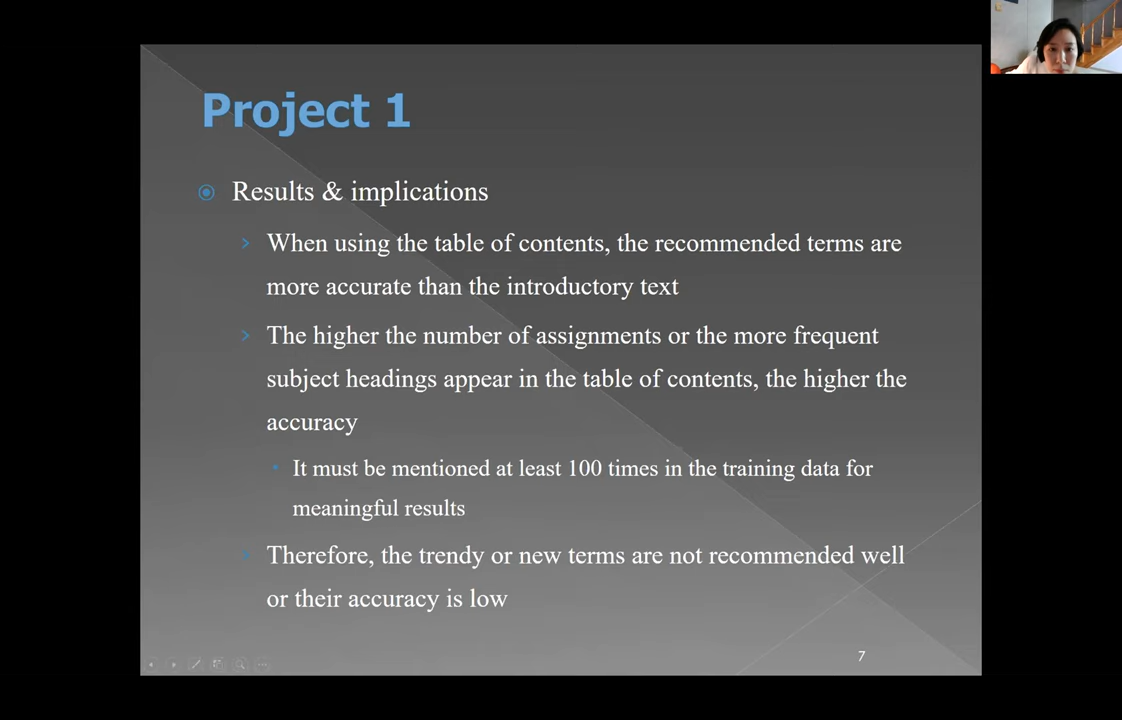 Project 1
Results & implications
When using the table of contents, the recommended terms are
more accurate than the introductory text
The higher the number of assignments or the more frequent
subject headings appear in the table of contents, the higher the
accuracy
It must be mentioned at least 100 times in the training data for
meaningful results
Therefore, the trendy or new terms are not recommended well
or their accuracy is low
7